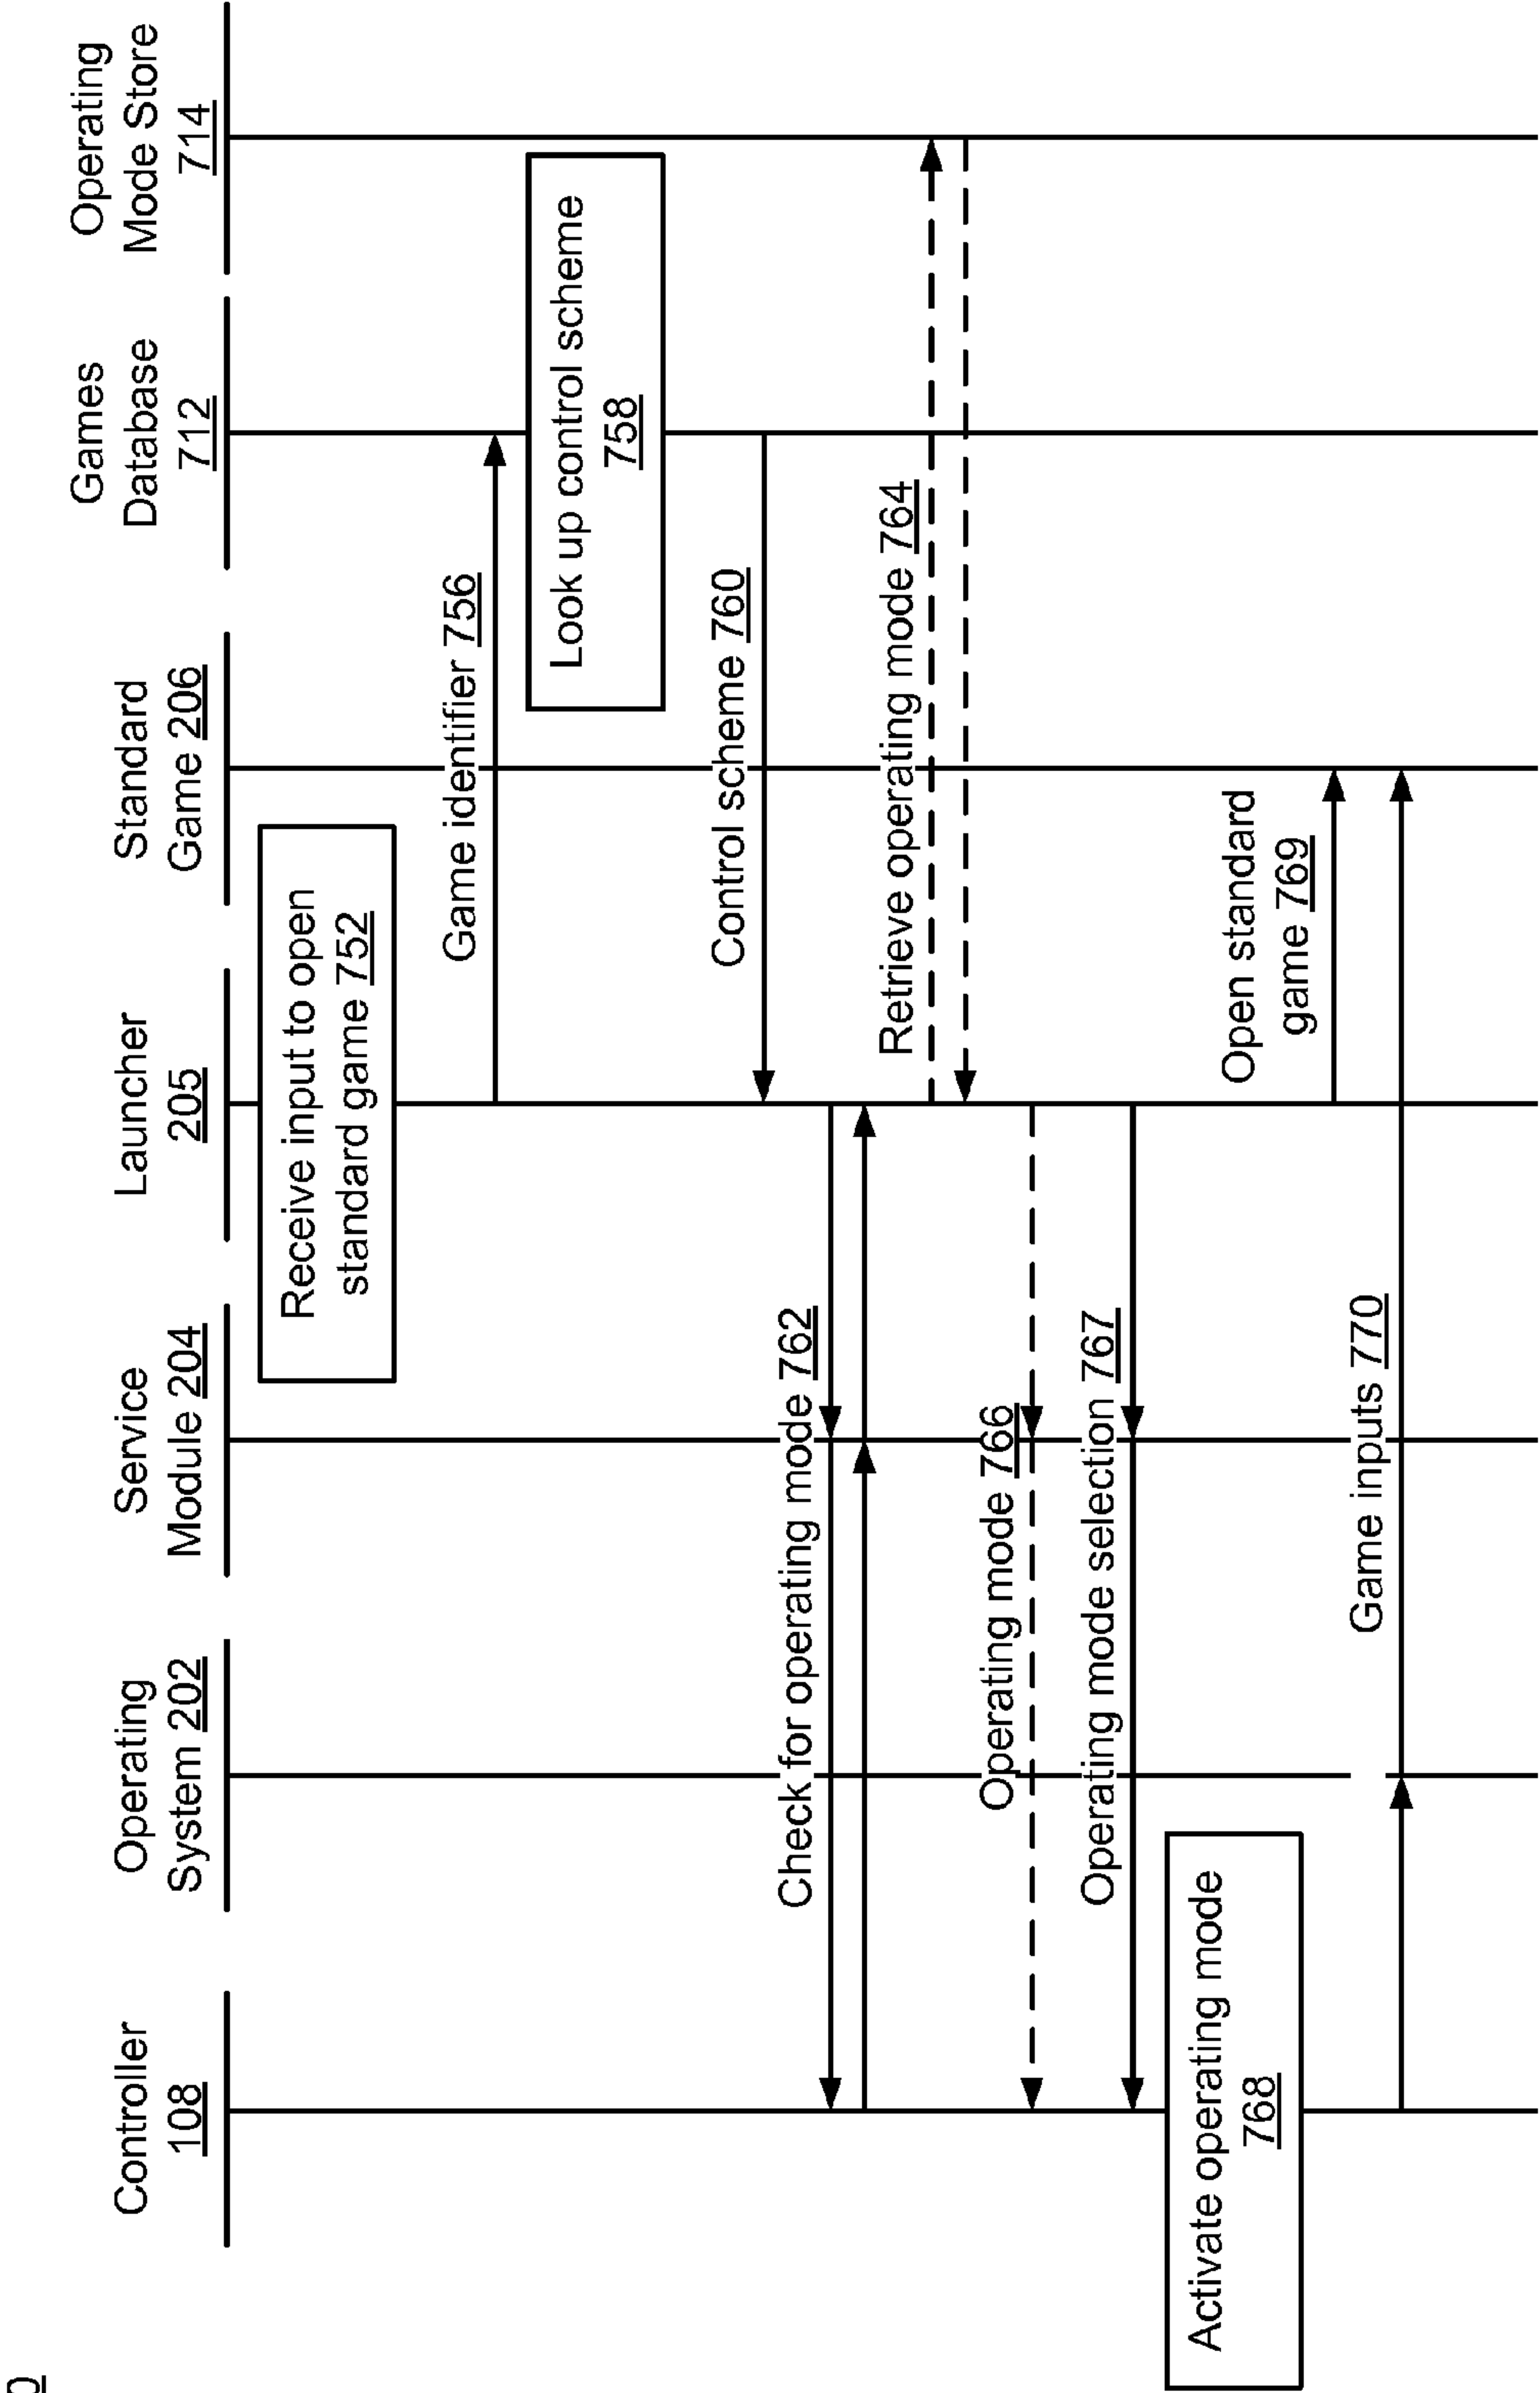 Controller
108
Operating
System 202
Service
Module 204
Launcher
205
Standard
Game 206
Games
Database
712
Operating
Mode Store
714
Receive input to open
standard game 752
Game identifier 756
Look up control scheme
758
Control scheme 760
Check for operating mode 762
Retrieve operating mode 764
Operating mode 766
Operating mode selection 767
Activate operating mode
768
Open standard
game 769
Game inputs 770